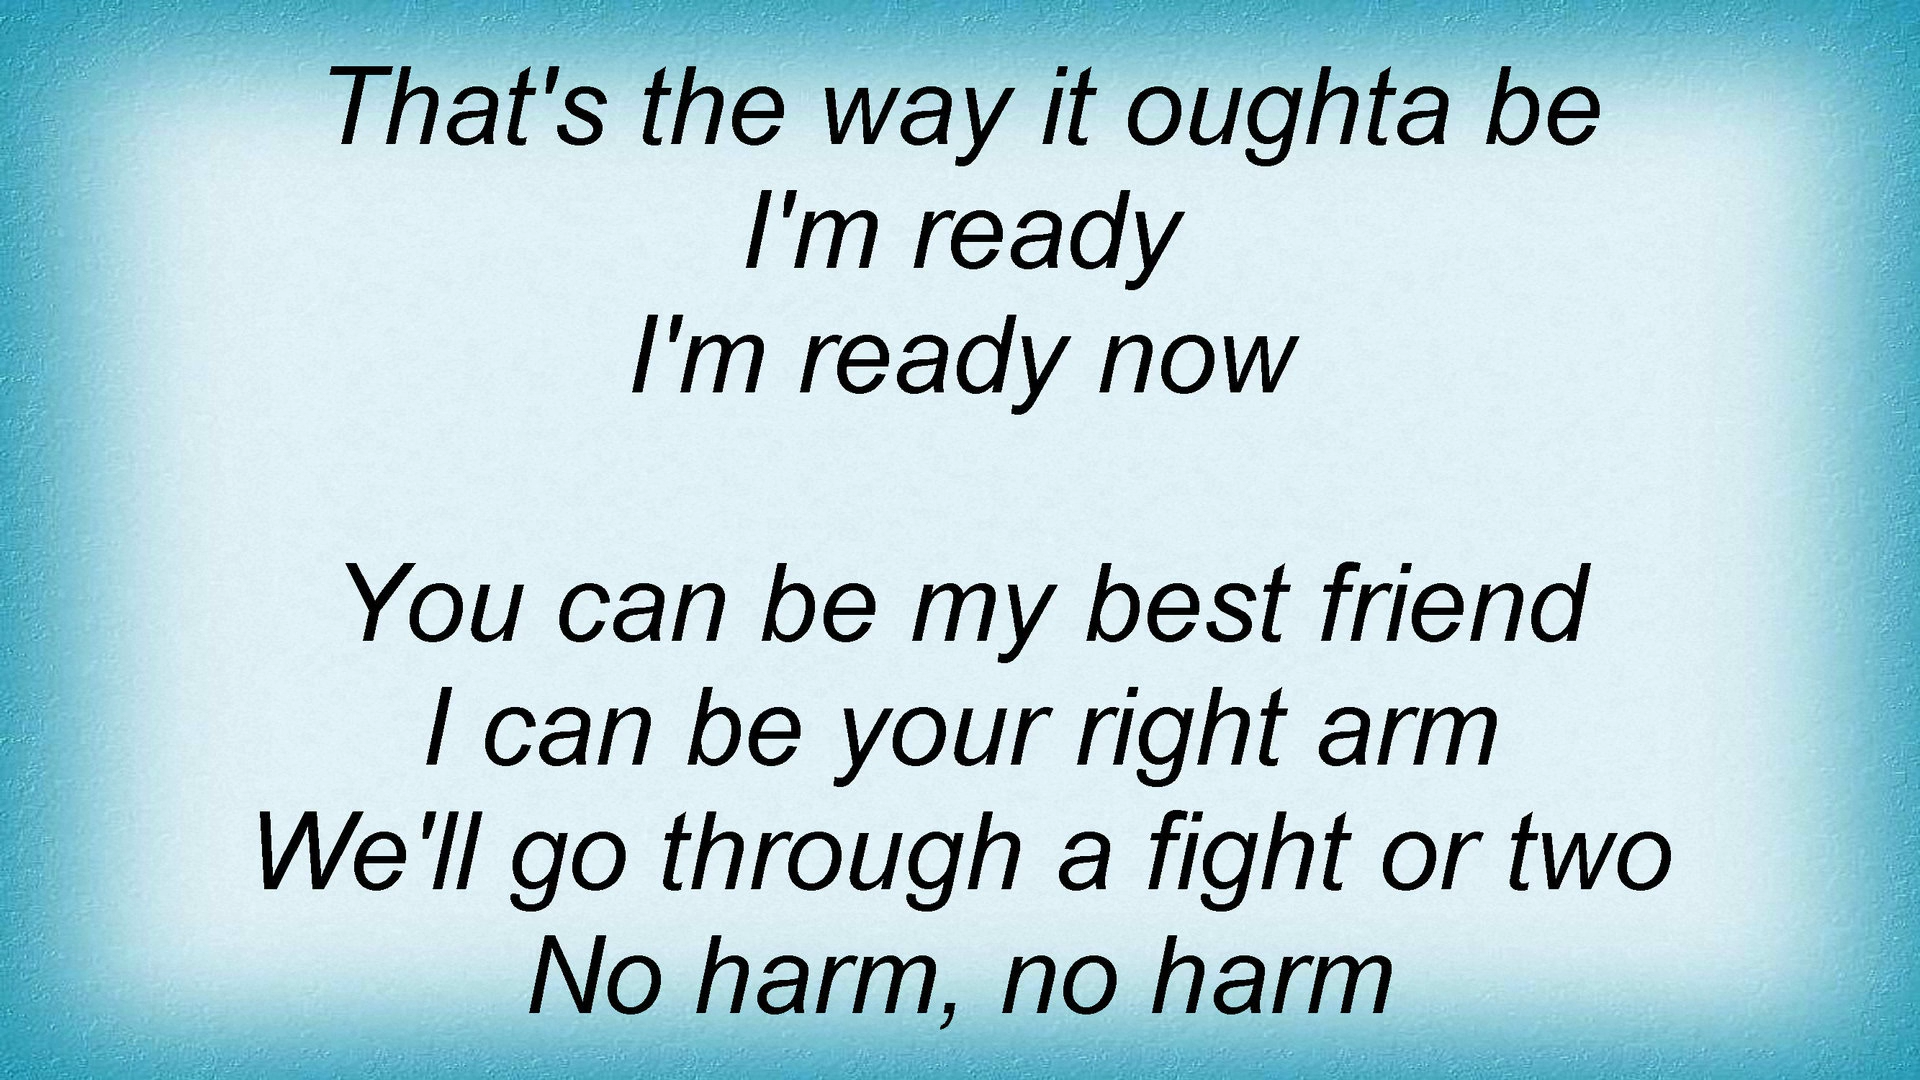 That's the way it oughta be
I'm ready
I'm ready now
You can be my best friend
I can be your right arm
We'll go through a fight or two
No harm, no harm